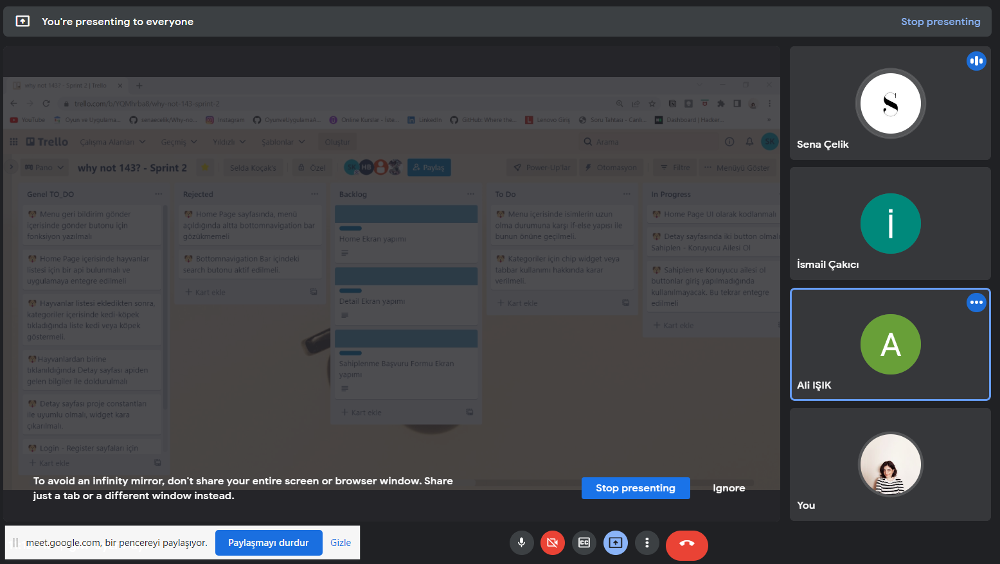 You're presenting to everyone
Stop presenting
why not 143? - Sprint 2 | Trello
trello.com/b/YQMhrba8/why-not-143-sprint-2
YouTube
Oyun ve Uygulama...
senaecelik/Why-no...
Instagram
OyunveUygulamaA...
Online Kurslar - İste...
LinkedIn
GitHub: Where the...
Lenovo Giriş
Soru Tahtası - Canlı...
Dashboard | Hacker...
Trello
Çalışma Alanları
Geçmiş
Yıldızlı
Şablonlar
Oluştur
Arama
SK
Pano
why not 143? - Sprint 2
Selda Koçak's
Özel
SK
HB
Paylaş
Power-Up'lar
Otomasyon
Filtre
Menüyü Göster
Genel TO_DO
Menu geri bildirim gönder
içerisinde gönder butonu için
fonksiyon yazılmalı
Home Page içerisinde hayvanlar
listesi için bir api bulunmalı ve
uygulamaya entegre edilmeli
Hayvanlar listesi ekledikten sonra,
kategoriler içerisinde kedi-köpek
tıkladığında liste kedi veya köpek
göstermeli.
Hayvanlardan birine
tıklanıldığında Detay sayfası apiden
gelen bilgiler ile doldurulmalı
Detay sayfası proje constantları
ile uyumlu olmalı, widget kara
çıkarılmalı.
Login - Register sayfaları için
+ Kart ekle
Rejected
Home Page sayfasında, menü
açıldığında altta bottomnavigation bar
gözükmemeli
Bottomnavigation Bar içindeki
search butonu aktif edilmeli.
+ Kart ekle
Backlog
Home Ekran yapımı
Detail Ekran yapımı
Sahiplenme Başvuru Formu Ekran
yapımı
+ Kart ekle
To Do
Menu içerisinde isimlerin uzun
olma durumuna karşı if-else yapısı ile
bunun önüne geçilmeli.
Kategoriler için chip widget veya
tabbar kullanımı hakkında karar
verilmeli.
+ Kart ekle
In Progress
Home Page UI olarak kodlanmalı
Detay sayfasında iki button olmalı
Sahiplen - Koruyucu Ailesi Ol
Sahiplen ve Koruyucu ailesi ol
buttonlar giriş yapılmadığında
kullanılmayacak. Bu tekrar entegre
edilmeli
+ Kart ekle
To avoid an infinity mirror, don't share your entire screen or browser window. Share
just a tab or a different window instead.
Stop presenting
Ignore
S
Sena Çelik
İ
İsmail Çakıcı
A
Ali IŞIK
You
meet.google.com, bir pencereyi paylaşıyor.
Paylaşmayı durdur
Gizle
CC